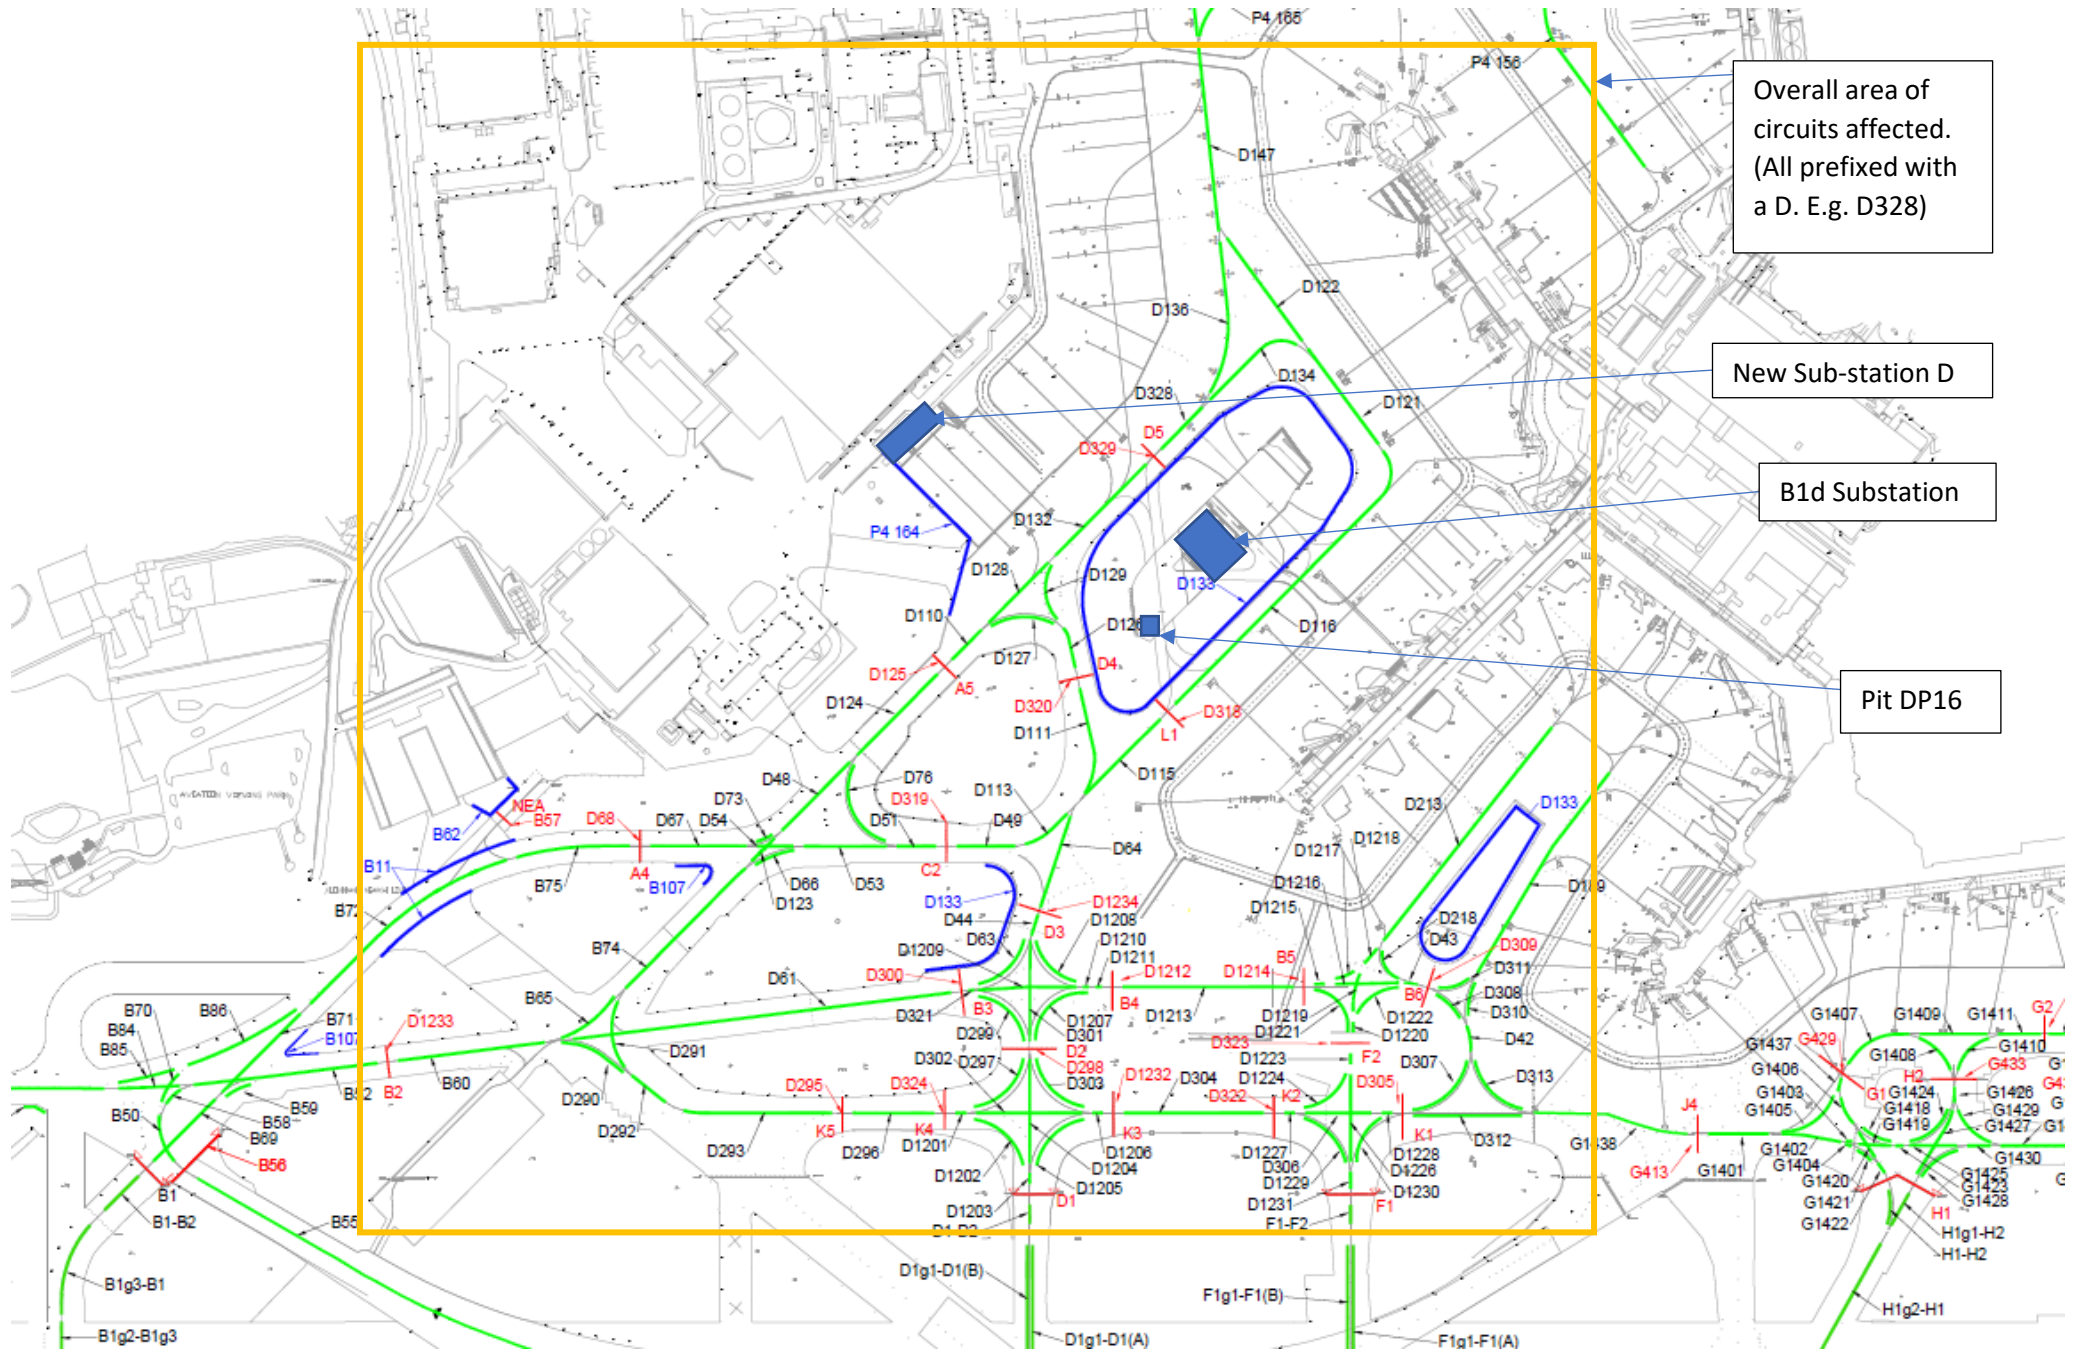 P4 165
P4 156
Overall area of
circuits affected.
(All prefixed with
a D. E.g. D328)
D147
D122
D136
New Sub-station D
D134
D328
D121
D5
D329
B1d Substation
D132
P4 164
D128
D129
D133
D110
D116
D126
D127
D4
D125
A5
Pit DP16
D320
D318
D124
D111
L1
D115
D48
D76
D113
D73
D319
D213
D133
NEA
B57
B62
D68
D67
D54
D51
D49
D1218
D1217
D64
B11
A4
B75
B107
D66
D53
C2
D1216
D189
D123
D133
D1234
D1215
B72
D44
D3
D1208
D218
D63
D43
D309
B74
D1209
D1210
D1211
B5
D61
D300
D1212
D1214
D311
B65
B6
D308
B70
B86
D321
B3
B4
D1213
D1219
D1222
D310
G1407
G1409
G1411
G2
B84
B71
D1233
D299
D1207
D1221
D1220
D42
G429
B85
B107
D291
D301
D323
D302
D2
F2
D307
G1437
G1410
D297
D298
D1223
G1408
G433
B60
D303
D1232
D304
D1224
D305
D313
G1406
H2
B2
D295
D324
D322
K2
G1403
G1
G1424
G1426
B50
B59
D290
J4
G1405
G1418
G1429
B58
D292
K5
K4
K3
K1
D312
G1419
G1427
B69
D293
D296
D1201
D1206
D1227
D1228
G1438
G1402
G1430
B56
D1202
D1204
D306
D1226
G413
G1401
G1404
G1425
D1205
D1229
D1230
G1420
G1423
B1
D1203
D1
D1231
F1
G1421
G1428
B1-B2
B55
F1-F2
G1422
H1
H1g1-H2
H1-H2
D1g1-D1(B)
B1g3-B1
F1g1-F1(B)
H1g2-H1
B1g2-B1g3
D1g1-D1(A)
F1g1-F1(A)